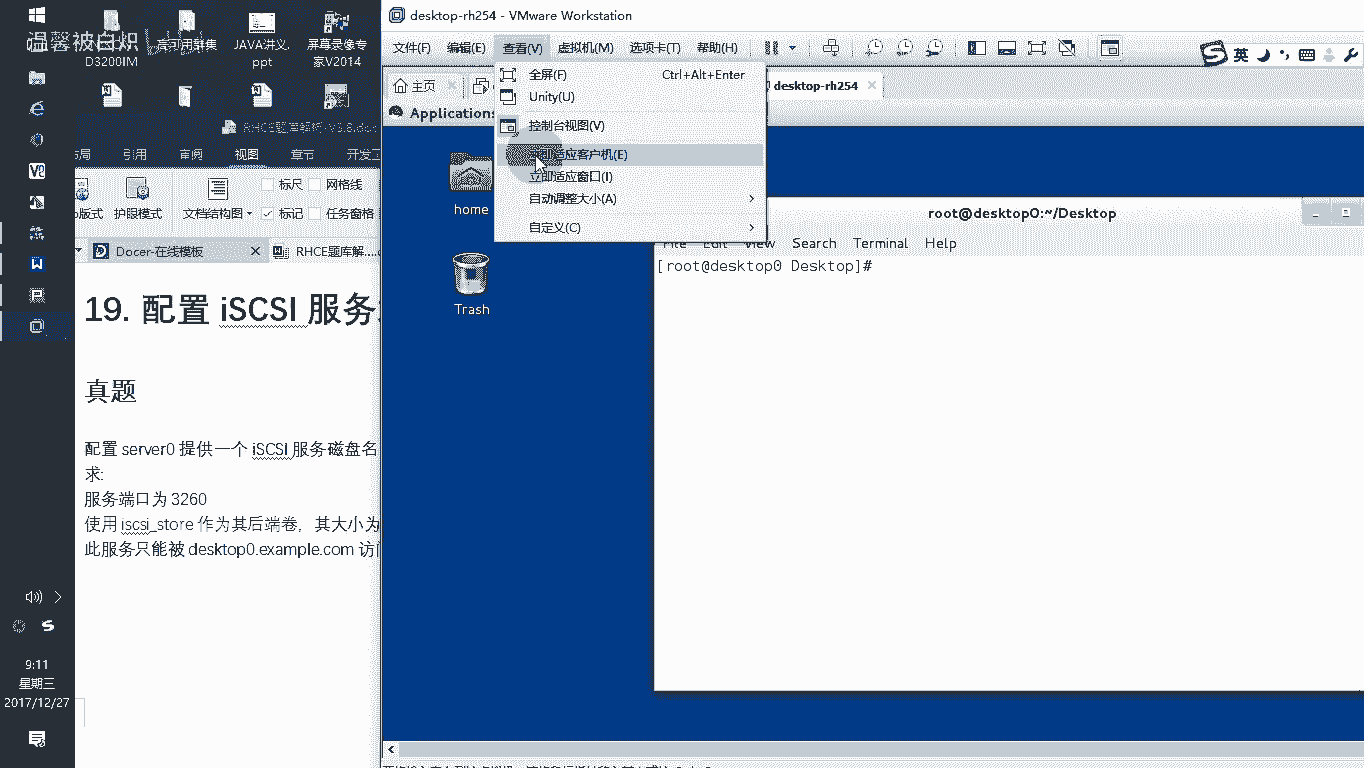 desktop-rh254 - VMware Workstation
文件(F) 编辑(E) 查看(V) 虚拟机(M) 选项卡(T) 帮助(H)
英
主页
desktop-rh254
Applications
全屏(F) Ctrl+Alt+Enter
Unity(U)
控制台视图(V)
适应客户机(E)
立即适应窗口(I)
自动调整大小(A)
自定义(C)
home
Trash
root@desktop0:~/Desktop
File Edit View Search Terminal Help
[root@desktop0 Desktop]#
温馨被白炽
D3200IM
高可用群集
JAVA讲义.
ppt
屏幕录像专
家V2014
RHCE题库解析-V3.8.doc
引用 审阅 视图 章节 开发工
标尺 网格线
版式 护眼模式 文档结构图 标记 任务窗格
Docer-在线模板
RHCE题库解....
19. 配置 iSCSI 服务
真题
配置 server0 提供一个 iSCSI 服务磁盘名
求:
服务端口为 3260
使用 iscsi_store 作为其后端卷，其大小为
此服务只能被 desktop0.example.com 访
9:11
星期三
2017/12/27